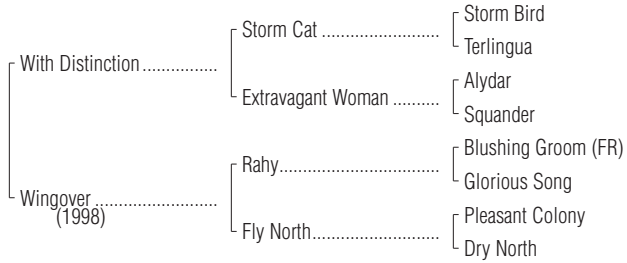 Storm Bird
Storm Cat ........................
Terlingua
With Distinction ...............
Alydar
Extravagant Woman ..........
Squander
Blushing Groom (FR)
Rahy.................................
Glorious Song
Wingover .........................
(1998)
Pleasant Colony
Fly North..........................
Dry North